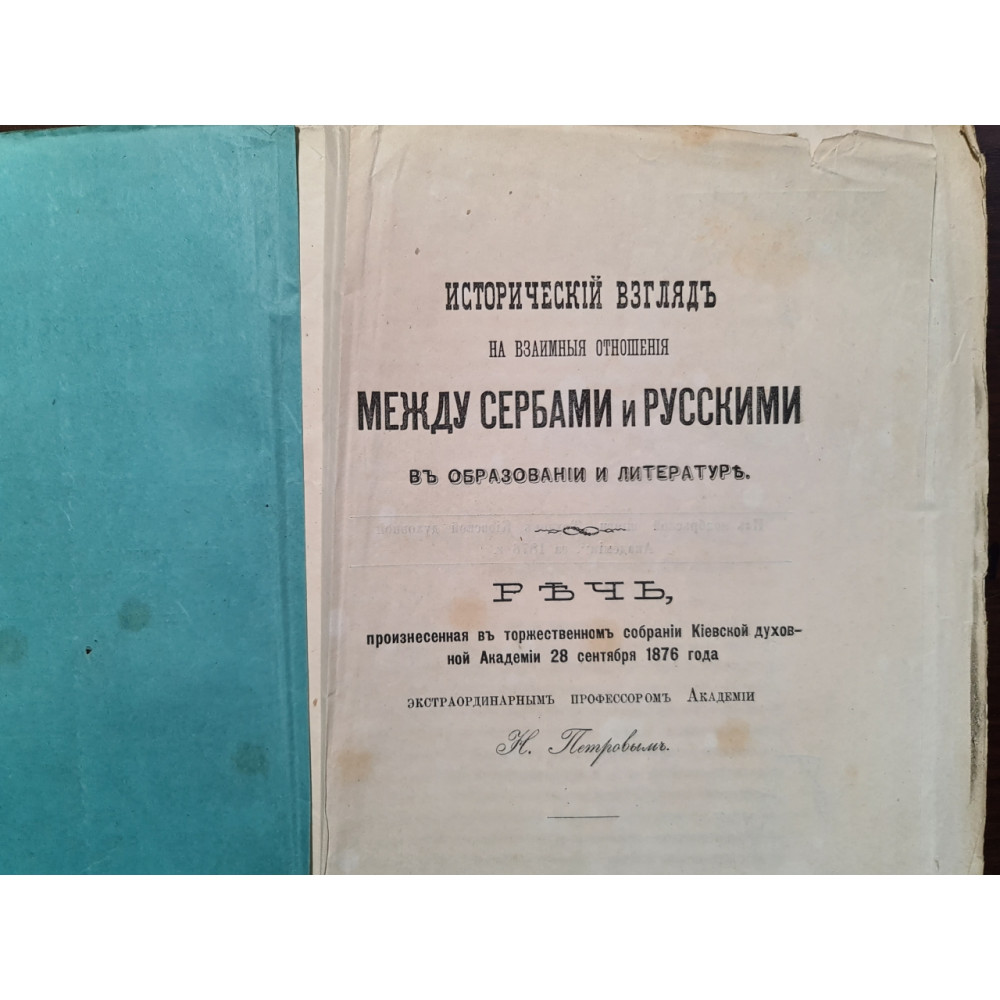 ИСТОРИЧЕСКІЙ ВЗГЛЯДЪ
НА ВЗАИМНЫЯ ОТНОШЕНІЯ
МЕЖДУ СЕРБАМИ и РУССКИМИ
ВЪ ОБРАЗОВАНІИ И ЛИТЕРАТУРѢ.
РѢЧЬ,
произнесенная въ торжественномъ собраніи Кіевской духов-
ной Академіи 28 сентября 1876 года
экстраординарнымъ профессоромъ Академіи
Н. Петровымъ.